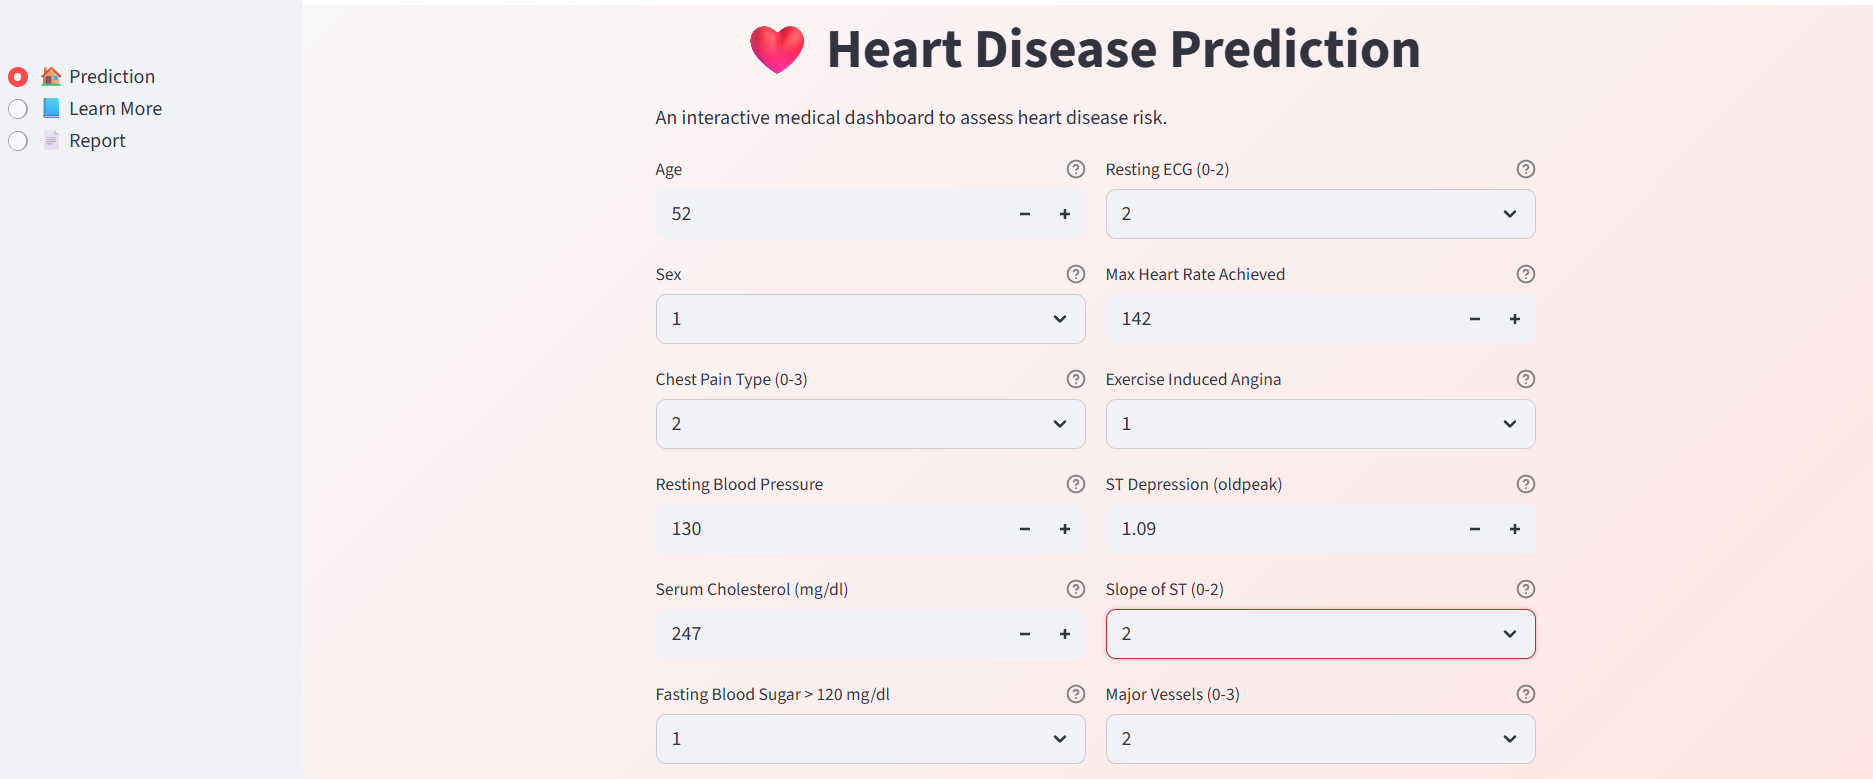 Prediction
Learn More
Report
Heart Disease Prediction
An interactive medical dashboard to assess heart disease risk.
Age
52
Resting ECG (0-2)
2
Sex
1
Max Heart Rate Achieved
142
Chest Pain Type (0-3)
2
Exercise Induced Angina
1
Resting Blood Pressure
130
ST Depression (oldpeak)
1.09
Serum Cholesterol (mg/dl)
247
Slope of ST (0-2)
2
Fasting Blood Sugar > 120 mg/dl
1
Major Vessels (0-3)
2